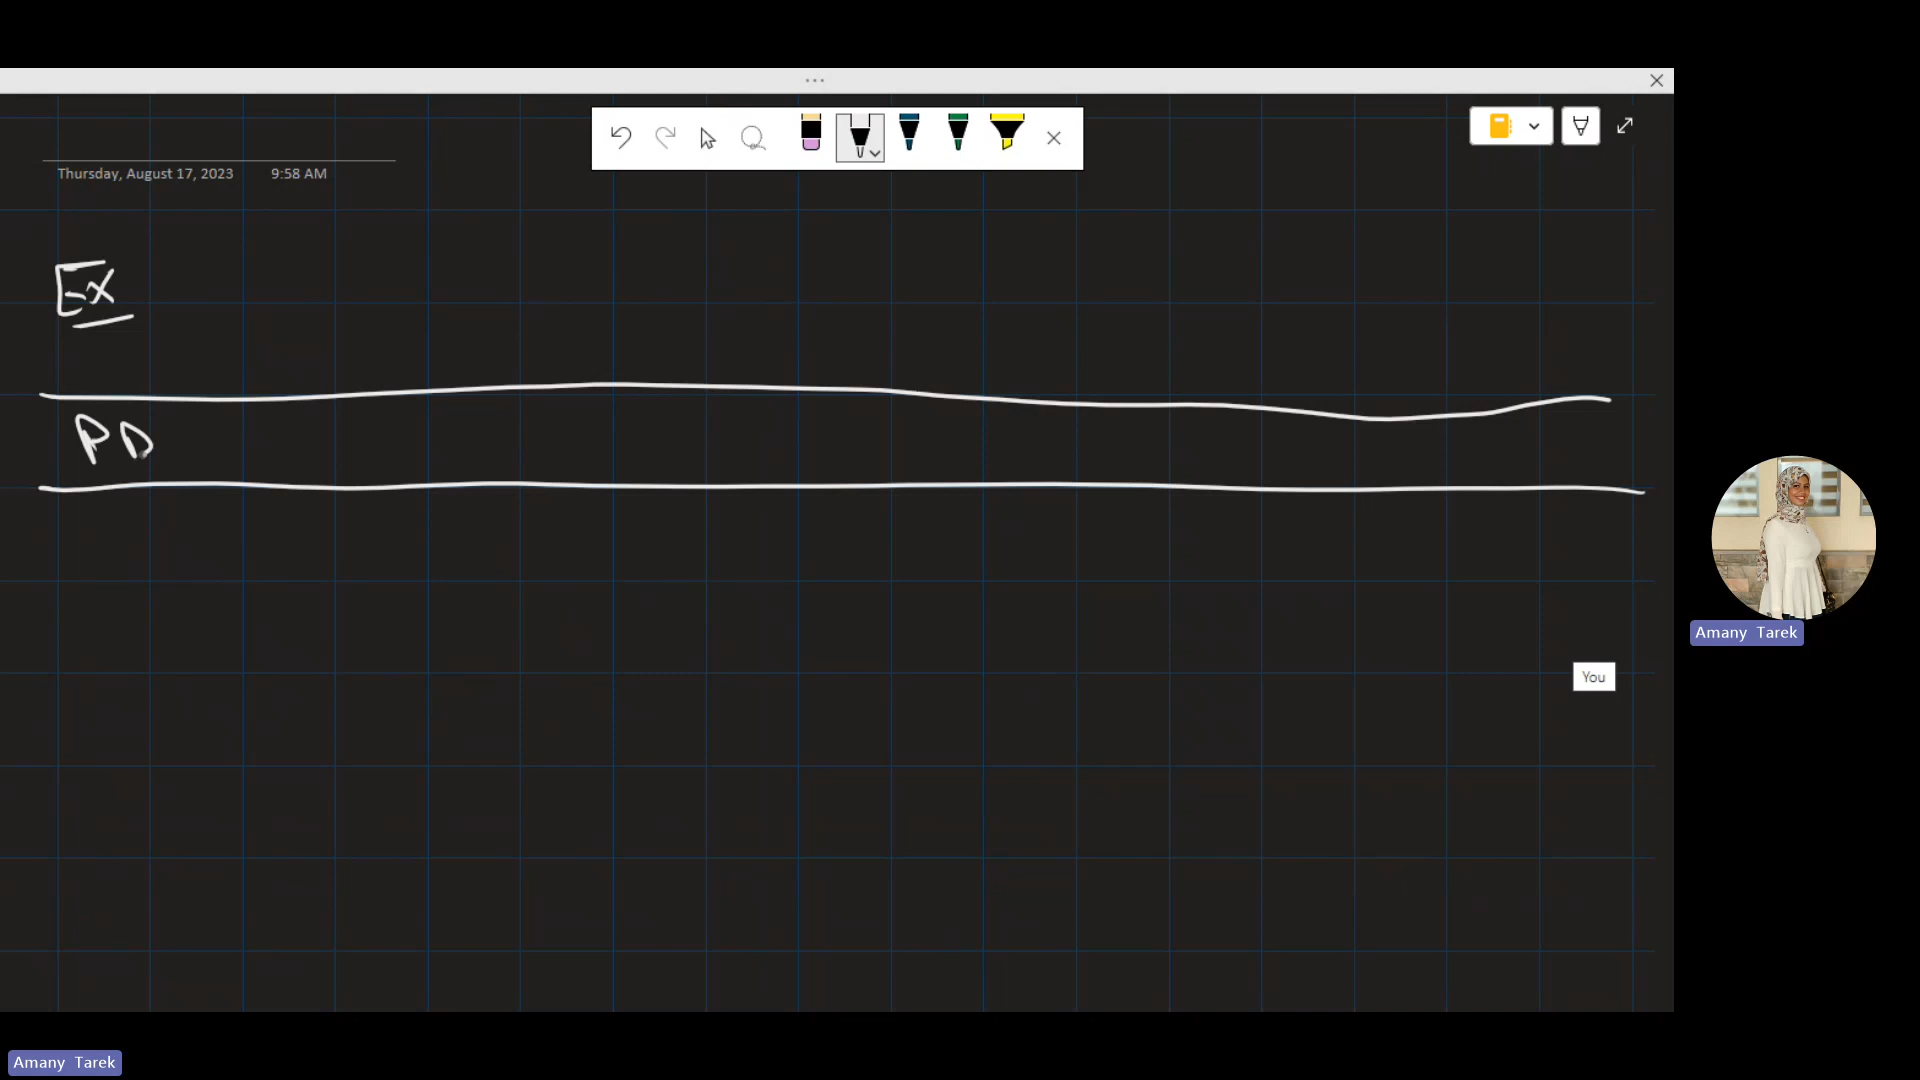 Thursday, August 17, 2023 9:58 AM
Ex
PD
You
Amany Tarek
Amany Tarek